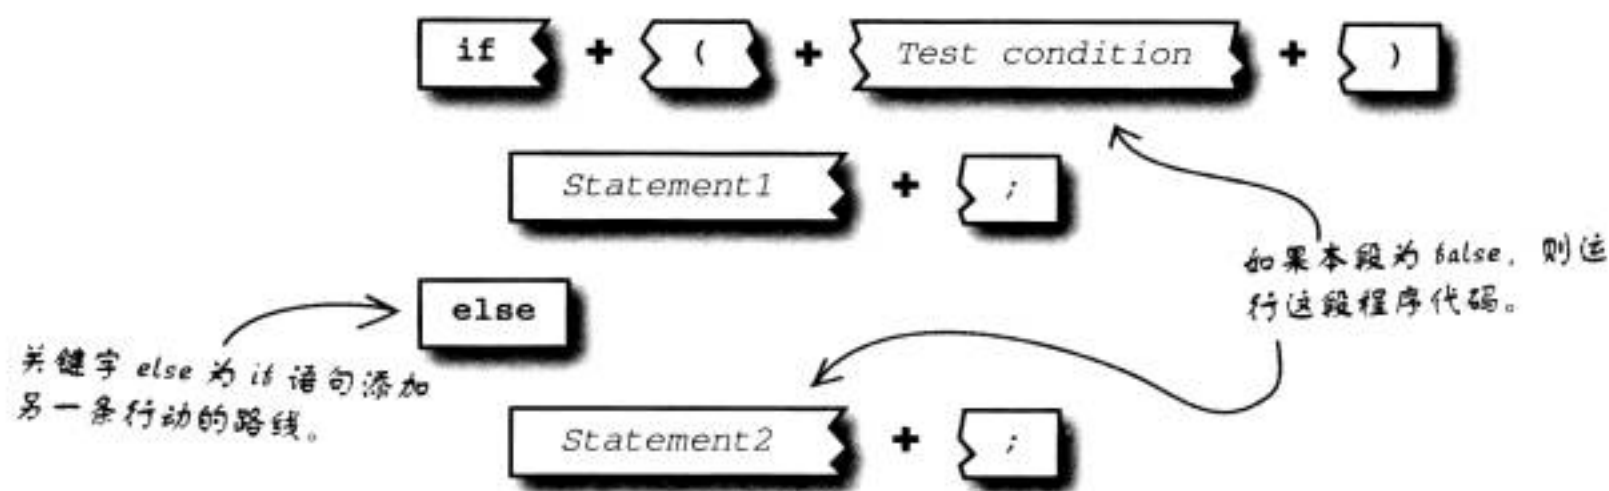 if + ( + Test condition + )
Statement1 + ;
如果本段为 false，则运
行这段程序代码。
else
关键字 else 为 if 语句添加
另一条行动的路线。
Statement2 + ;